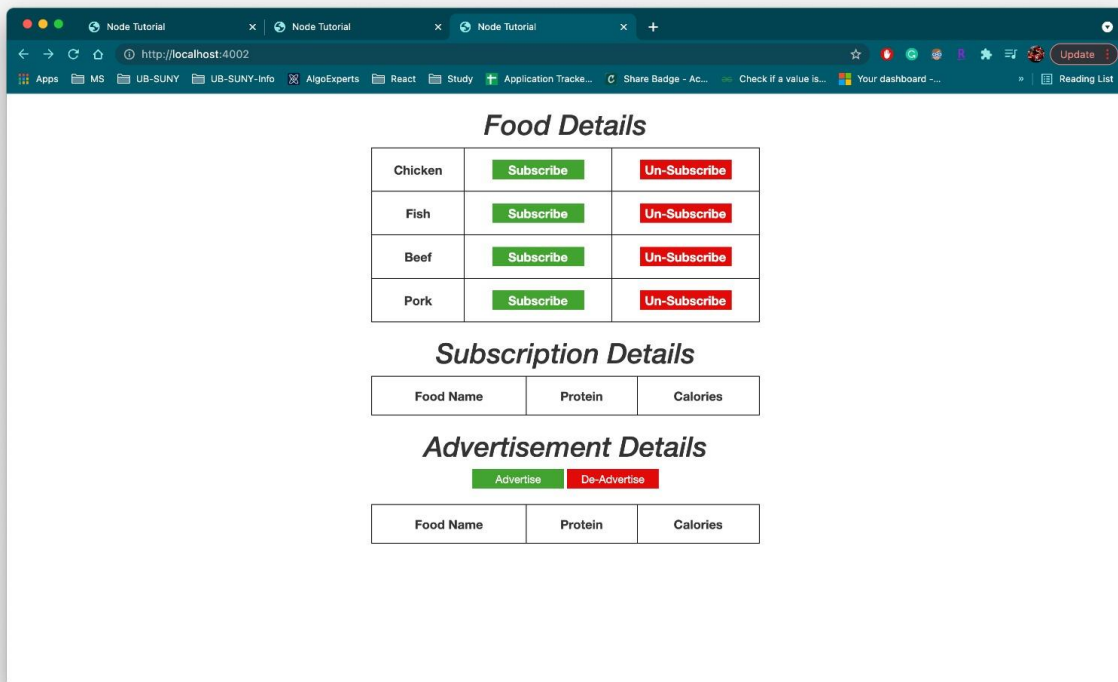 Node Tutorial Node Tutorial Node Tutorial
http://localhost:4002 Update
Apps MS UB-SUNY UB-SUNY-Info AlgoExperts React Study Application Tracke... Share Badge - Ac... Check if a value is... Your dashboard -... » Reading List
Food Details
Chicken Subscribe Un-Subscribe
Fish Subscribe Un-Subscribe
Beef Subscribe Un-Subscribe
Pork Subscribe Un-Subscribe
Subscription Details
Food Name Protein Calories
Advertisement Details
Advertise De-Advertise
Food Name Protein Calories